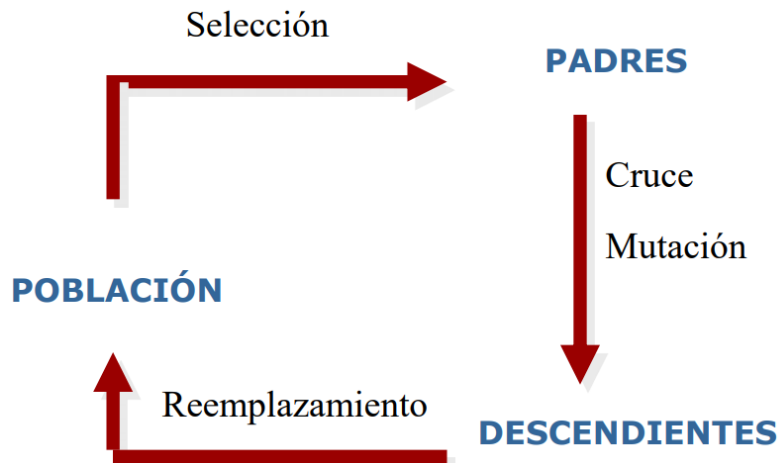 Selección
PADRES
Cruce
Mutación
POBLACIÓN
Reemplazamiento
DESCENDIENTES